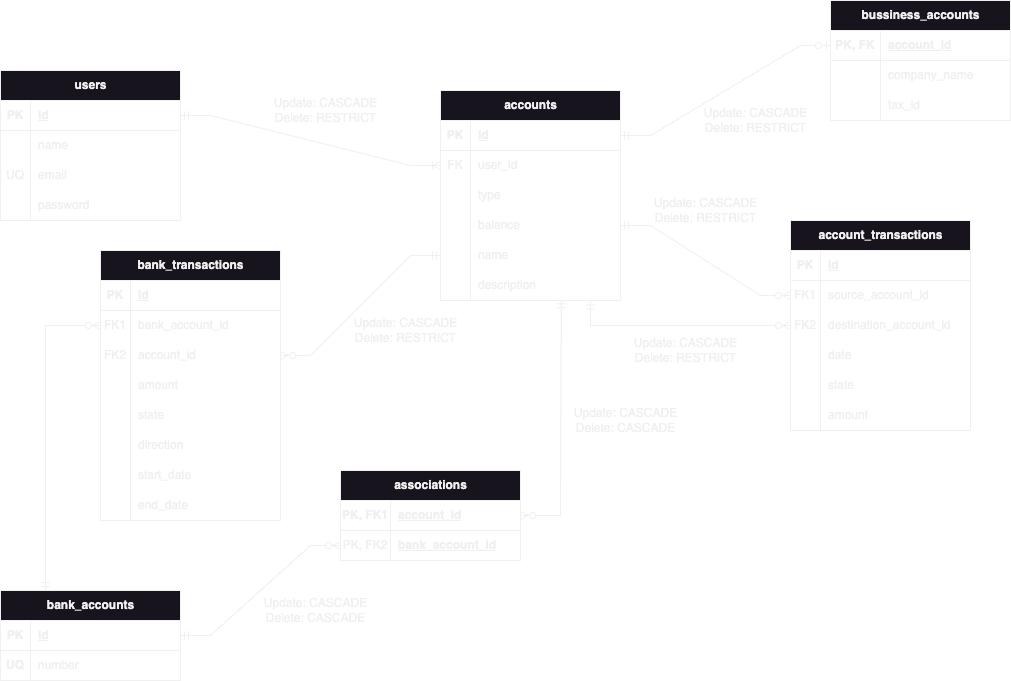 bussiness_accounts
PK, FK account_id
company_name
tax_id
users
PK id
name
UQ email
password
Update: CASCADE
Delete: RESTRICT
accounts
PK id
FK user_id
type
balance
name
description
Update: CASCADE
Delete: RESTRICT
Update: CASCADE
Delete: RESTRICT
account_transactions
PK id
FK1 source_account_id
FK2 destination_account_id
date
state
amount
bank_transactions
PK id
FK1 bank_account_id
FK2 account_id
amount
state
direction
start_date
end_date
Update: CASCADE
Delete: RESTRICT
Update: CASCADE
Delete: RESTRICT
Update: CASCADE
Delete: CASCADE
associations
PK, FK1 account_id
PK, FK2 bank_account_id
Update: CASCADE
Delete: CASCADE
bank_accounts
PK id
UQ number